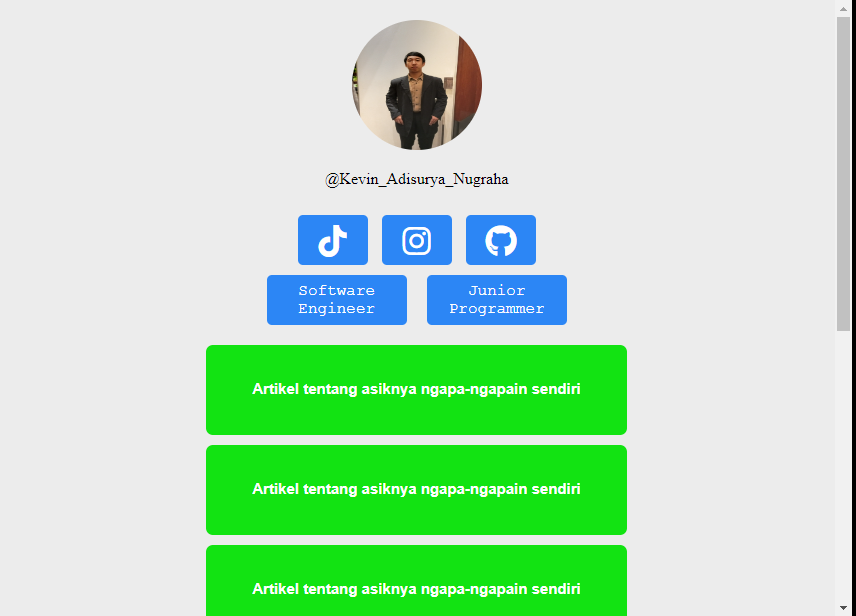 @Kevin_Adisurya_Nugraha
Software
Engineer
Junior
Programmer
Artikel tentang asiknya ngapa-ngapain sendiri
Artikel tentang asiknya ngapa-ngapain sendiri
Artikel tentang asiknya ngapa-ngapain sendiri